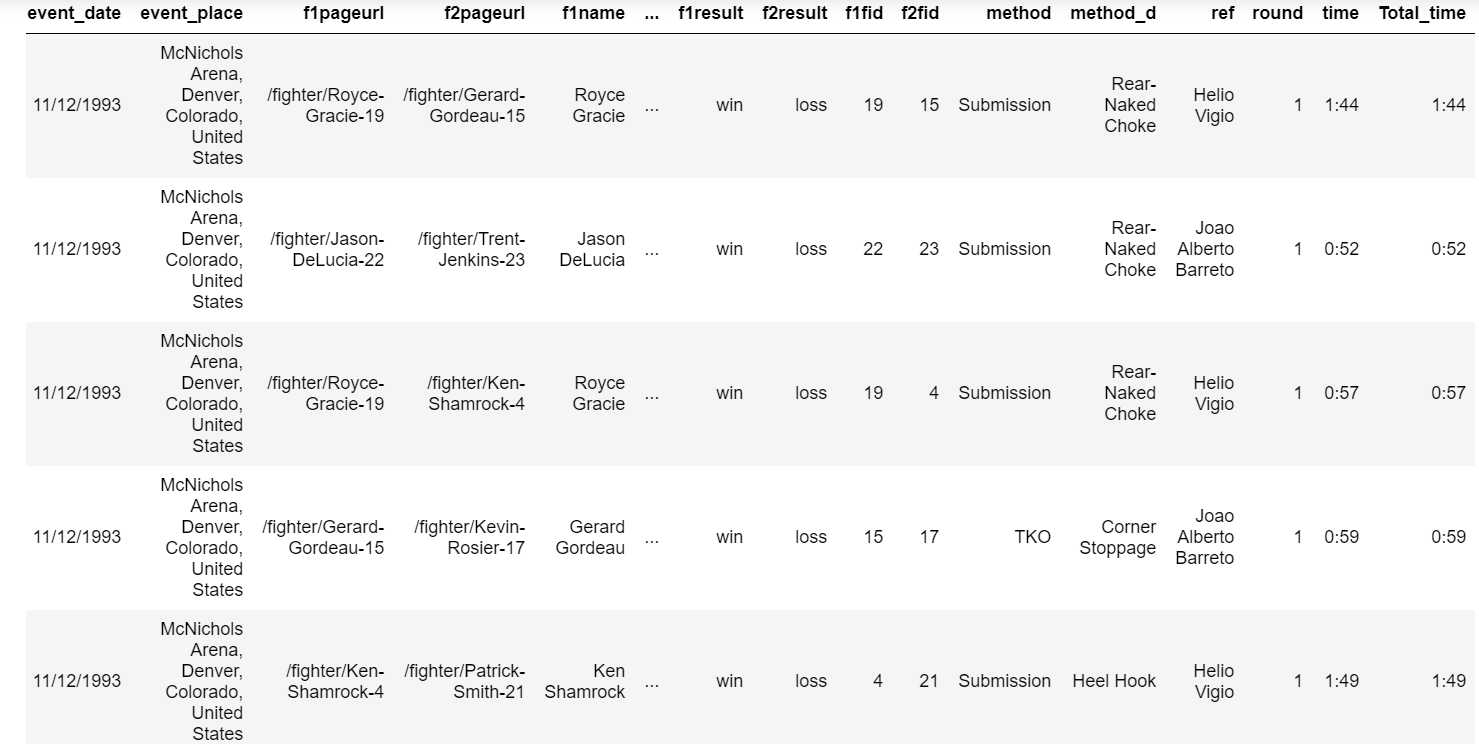 event_date event_place f1pageurl f2pageurl f1name ... f1result f2result f1fid f2fid method method_d ref round time Total_time
11/12/1993 McNichols Arena, Denver, Colorado, United States /fighter/Royce-Gracie-19 /fighter/Gerard-Gordeau-15 Royce Gracie ... win loss 19 15 Submission Rear-Naked Choke Helio Vigio 1 1:44 1:44
11/12/1993 McNichols Arena, Denver, Colorado, United States /fighter/Jason-DeLucia-22 /fighter/Trent-Jenkins-23 Jason DeLucia ... win loss 22 23 Submission Rear-Naked Choke Joao Alberto Barreto 1 0:52 0:52
11/12/1993 McNichols Arena, Denver, Colorado, United States /fighter/Royce-Gracie-19 /fighter/Ken-Shamrock-4 Royce Gracie ... win loss 19 4 Submission Rear-Naked Choke Helio Vigio 1 0:57 0:57
11/12/1993 McNichols Arena, Denver, Colorado, United States /fighter/Gerard-Gordeau-15 /fighter/Kevin-Rosier-17 Gerard Gordeau ... win loss 15 17 TKO Corner Stoppage Joao Alberto Barreto 1 0:59 0:59
11/12/1993 McNichols Arena, Denver, Colorado, United States /fighter/Ken-Shamrock-4 /fighter/Patrick-Smith-21 Ken Shamrock ... win loss 4 21 Submission Heel Hook Helio Vigio 1 1:49 1:49